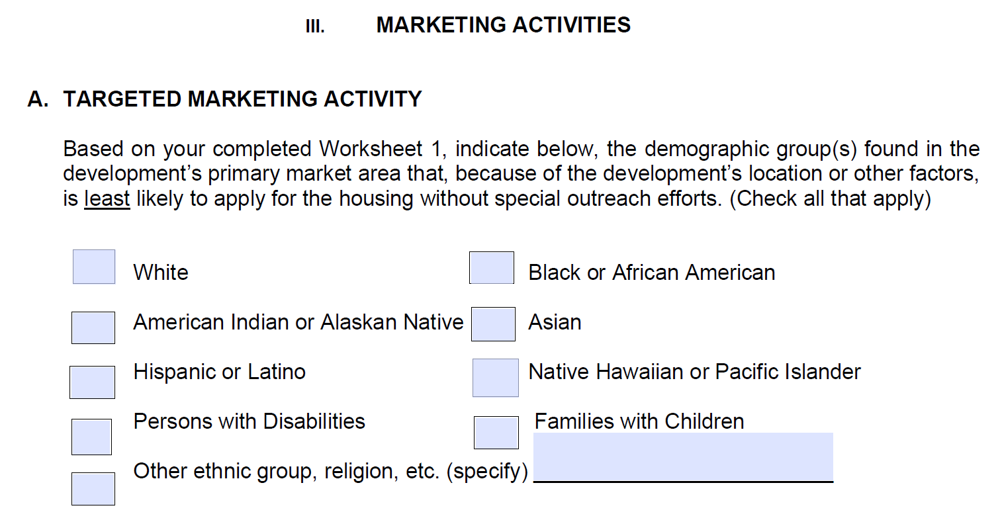 III. MARKETING ACTIVITIES
A. TARGETED MARKETING ACTIVITY
Based on your completed Worksheet 1, indicate below, the demographic group(s) found in the
development’s primary market area that, because of the development’s location or other factors,
is least likely to apply for the housing without special outreach efforts. (Check all that apply)
White Black or African American
American Indian or Alaskan Native Asian
Hispanic or Latino Native Hawaiian or Pacific Islander
Persons with Disabilities Families with Children
Other ethnic group, religion, etc. (specify)